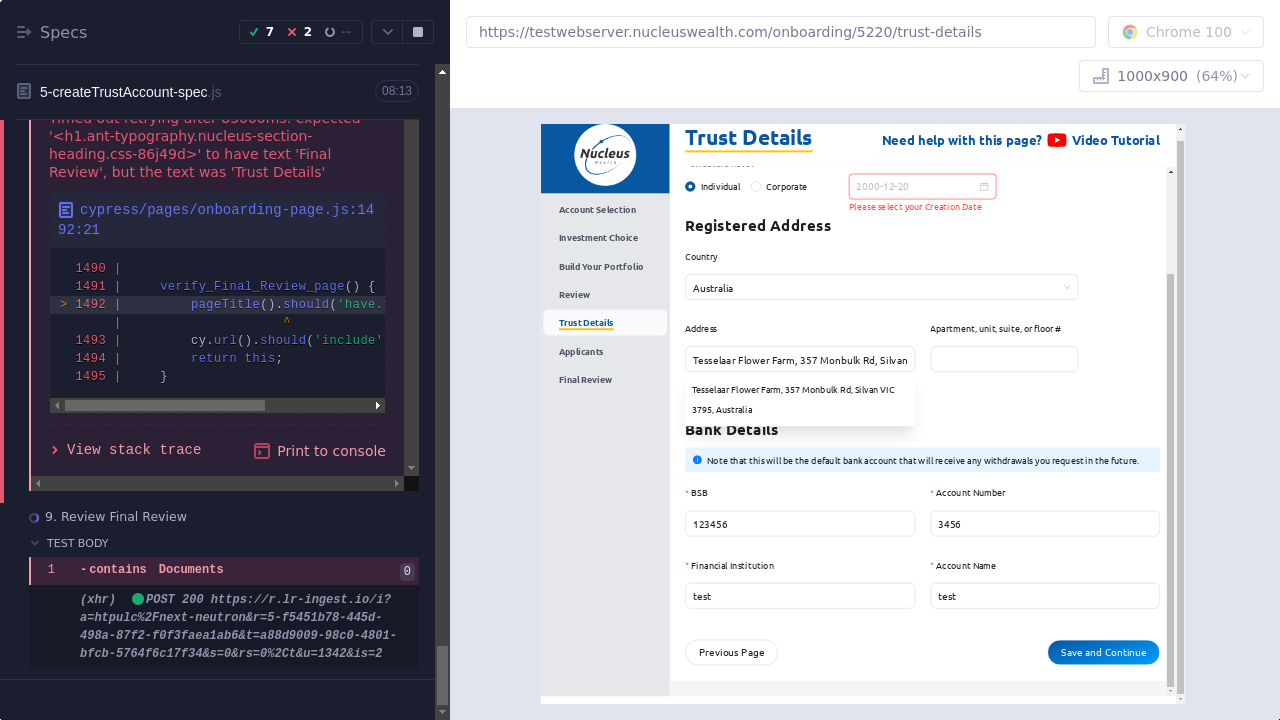 Specs
7
2
--
5-createTrustAccount-spec.js
08:13
Timed out retrying after 85000ms: expected
'<h1.ant-typography.nucleus-section-
heading.css-86j49d>' to have text 'Final
Review', but the text was 'Trust Details'
cypress/pages/onboarding-page.js:14
92:21
1490 |
1491 |     verify_Final_Review_page() {
> 1492 |         pageTitle().should('have.
|                     ^
1493 |         cy.url().should('include'
1494 |         return this;
1495 |     }
View stack trace
Print to console
9. Review Final Review
TEST BODY
1
-contains Documents
0
(xhr) POST 200 https://r.lr-ingest.io/i?
a=htpulc%2Fnext-neutron&r=5-f5451b78-445d-
498a-87f2-f0f3faea1ab6&t=a88d9009-98c0-4801-
bfcb-5764f6c17f34&s=0&rs=0%2Ct&u=1342&is=2
https://testwebserver.nucleuswealth.com/onboarding/5220/trust-details
Chrome 100
1000x900 (64%)
Nucleus
Wealth
Account Selection
Investment Choice
Build Your Portfolio
Review
Trust Details
Applicants
Final Review
Trust Details
Need help with this page?
Video Tutorial
Individual
Corporate
2000-12-20
Please select your Creation Date
Registered Address
Country
Australia
Address
Apartment, unit, suite, or floor #
Tesselaar Flower Farm, 357 Monbulk Rd, Silvan
Tesselaar Flower Farm, 357 Monbulk Rd, Silvan VIC
3795, Australia
Bank Details
Note that this will be the default bank account that will receive any withdrawals you request in the future.
* BSB
* Account Number
123456
3456
* Financial Institution
* Account Name
test
test
Previous Page
Save and Continue